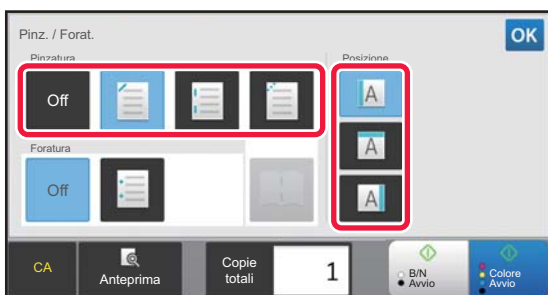 Pinz. / Forat.
OK
Pinzatura
Posizione
Off
A
A
A
Foratura
Off
CA
Anteprima
Copie
totali
1
B/N
Avvio
Colore
Avvio